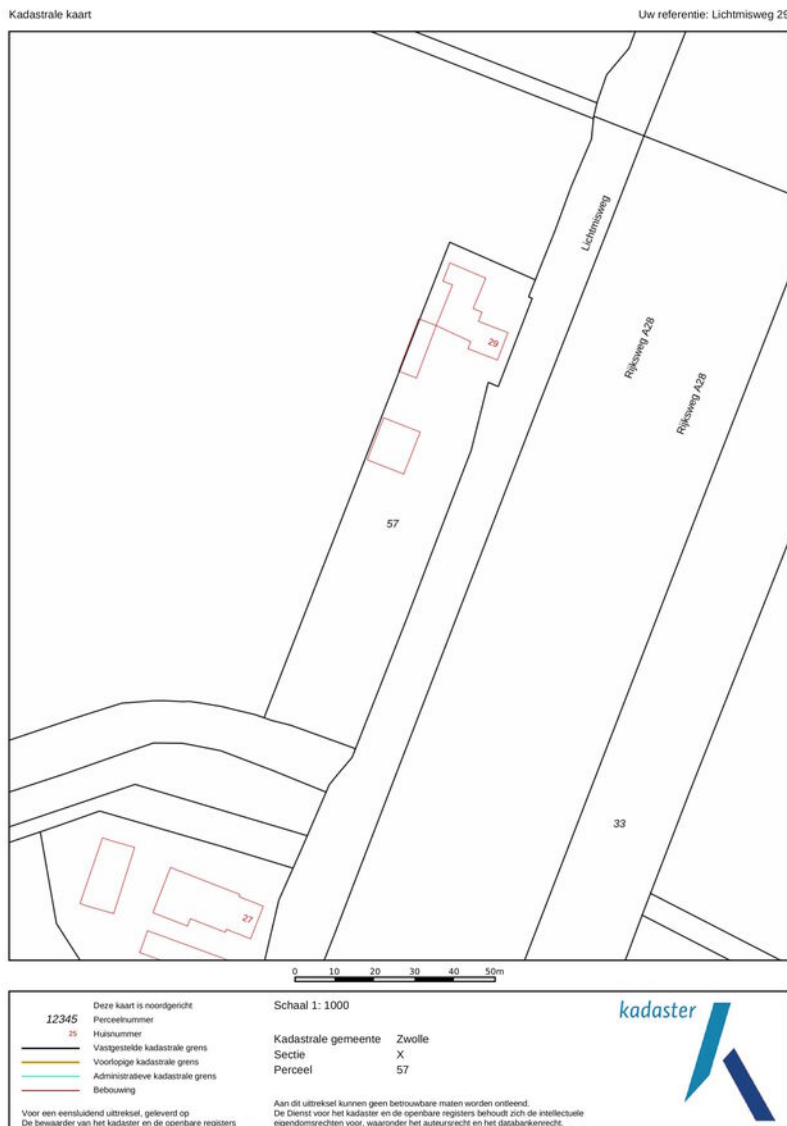 Kadastrale kaart
Uw referentie: Lichtmisweg 29
Lichtmisweg
Rijksweg A28
Rijksweg A28
29
57
33
27
0 10 20 30 40 50m
Deze kaart is noordgericht
12345 Perceelnummer
25 Huisnummer
Vastgestelde kadastrale grens
Voorlopige kadastrale grens
Administratieve kadastrale grens
Bebouwing
Voor een eensluidend uittreksel, geleverd op
De bewaarder van het kadaster en de openbare registers
Schaal 1: 1000
Kadastrale gemeente Zwolle
Sectie X
Perceel 57
Aan dit uittreksel kunnen geen betrouwbare maten worden ontleend.
De Dienst voor het kadaster en de openbare registers behoudt zich de intellectuele
eigendomsrechten voor, waaronder het auteursrecht en het databankenrecht.
kadaster